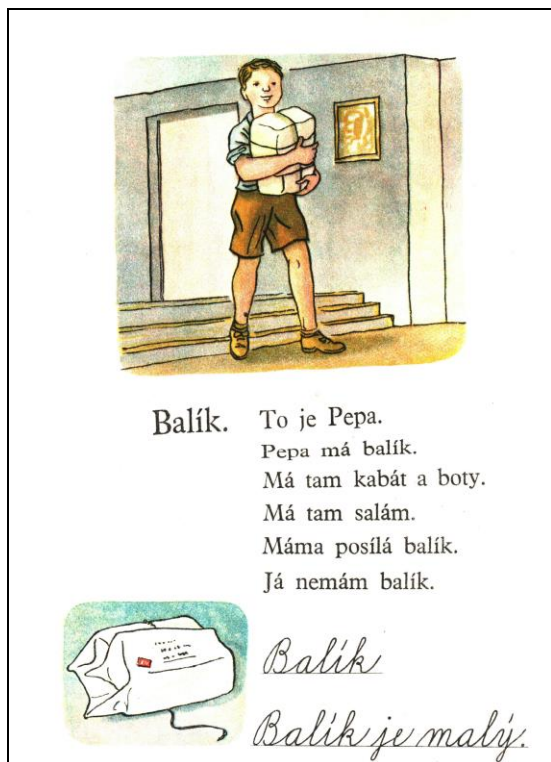 Balík. To je Pepa.
Pepa má balík.
Má tam kabát a boty.
Má tam salám.
Máma posílá balík.
Já nemám balík.
Balík
Balík je malý.